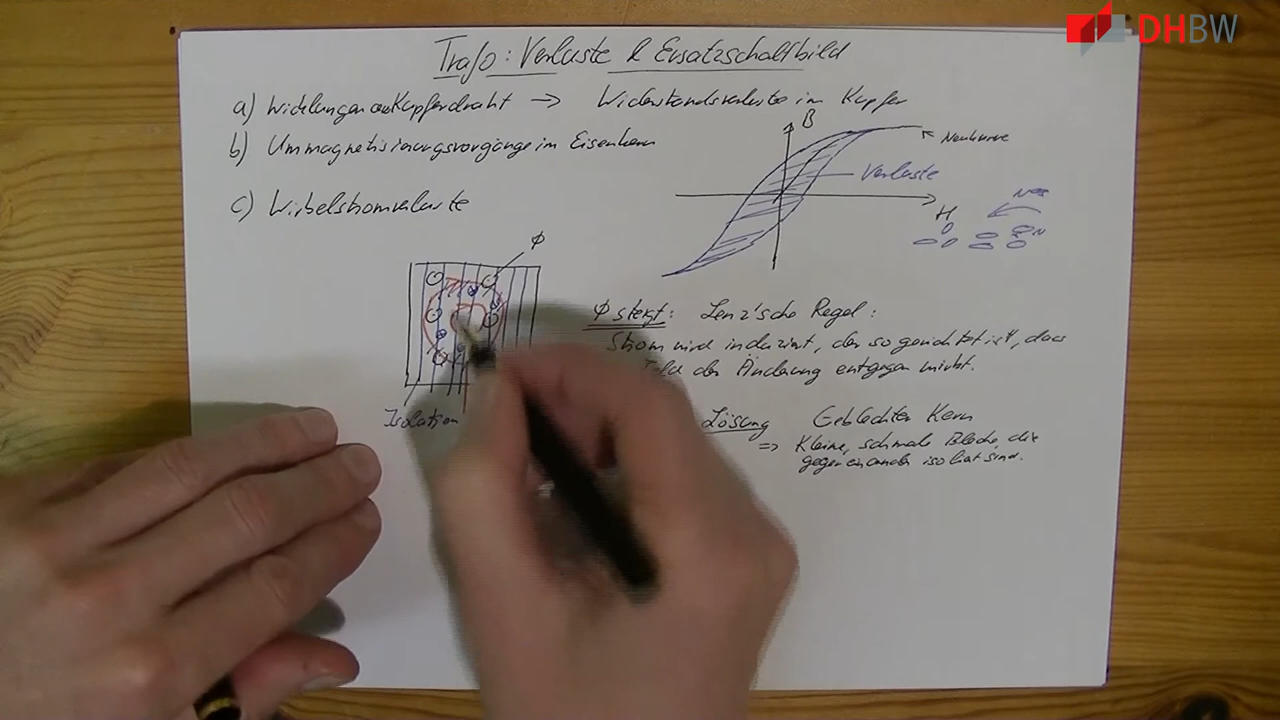 DHBW
Trafo: Verluste & Ersatzschaltbild
a) Wicklungen aus Kupferdraht → Widerstandsverluste im Kupfer
b) Ummagnetisierungsvorgänge im Eisenkern
B
Neukurve
Verluste
H
c) Wirbelstromverluste
Φ
Φ steigt: Lenz'sche Regel:
Strom wird induziert, der so gerichtet ist, dass
Feld der Änderung entgegen wirkt.
Isolation
Lösung Geblechter Kern
⇒ Kleine, schmale Bleche, die
gegeneinander isoliert sind.